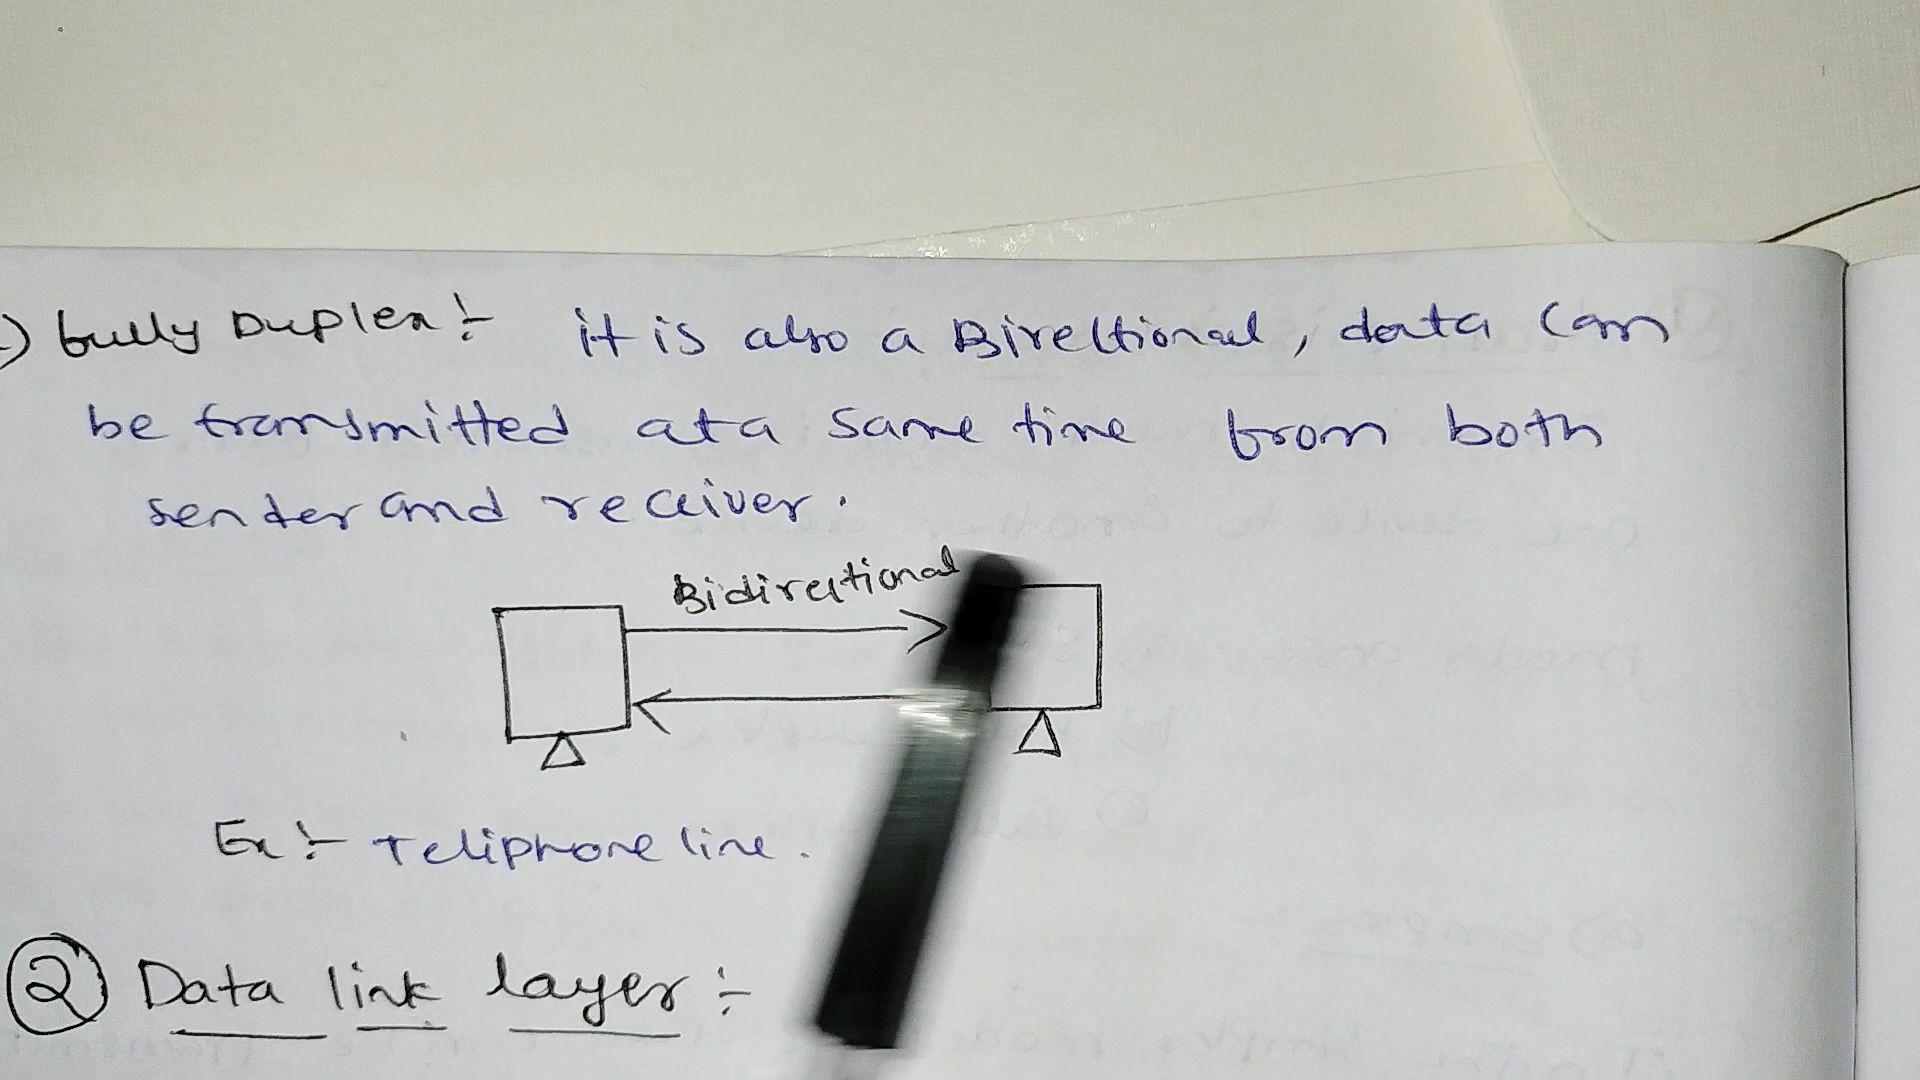 ) fully Duplex :-   it is also a Birectional, data can
be transmitted at a same time from both
sender and receiver.
Bidirectional
Ex :- Teliphone line.
② Data link layer :-